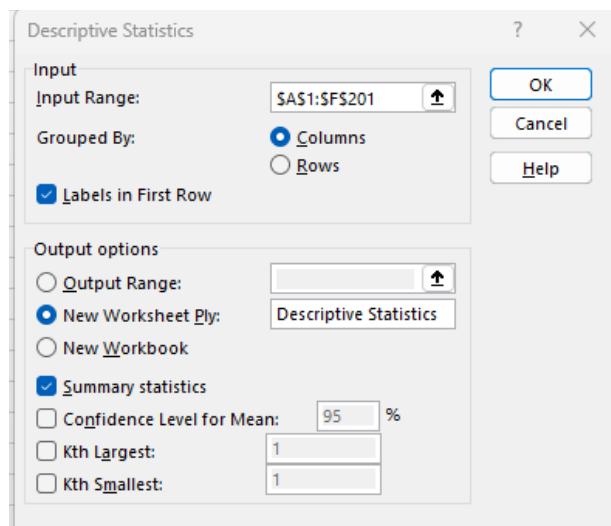 Descriptive Statistics ?
Input
Input Range: $A$1:$F$201
Grouped By: Columns
Rows
Labels in First Row
OK
Cancel
Help
Output options
Output Range:
New Worksheet Ply: Descriptive Statistics
New Workbook
Summary statistics
Confidence Level for Mean: 95 %
Kth Largest: 1
Kth Smallest: 1